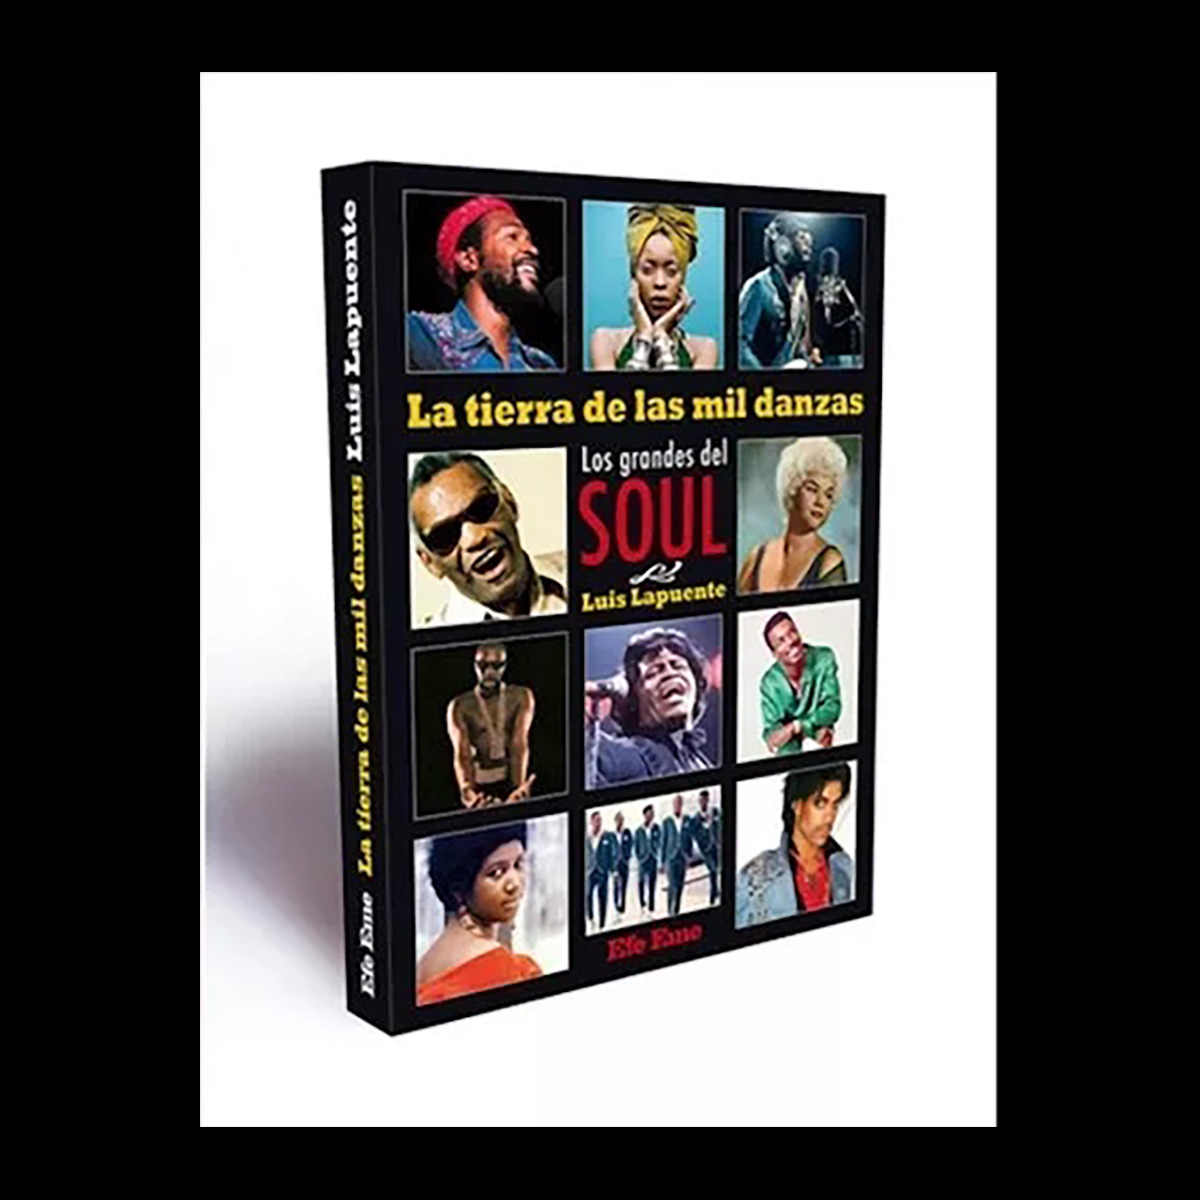 Luis Lapuente
La tierra de las mil danzas
Efe Eme
La tierra de las mil danzas
Los grandes del
SOUL
Luis Lapuente
Efe Eme